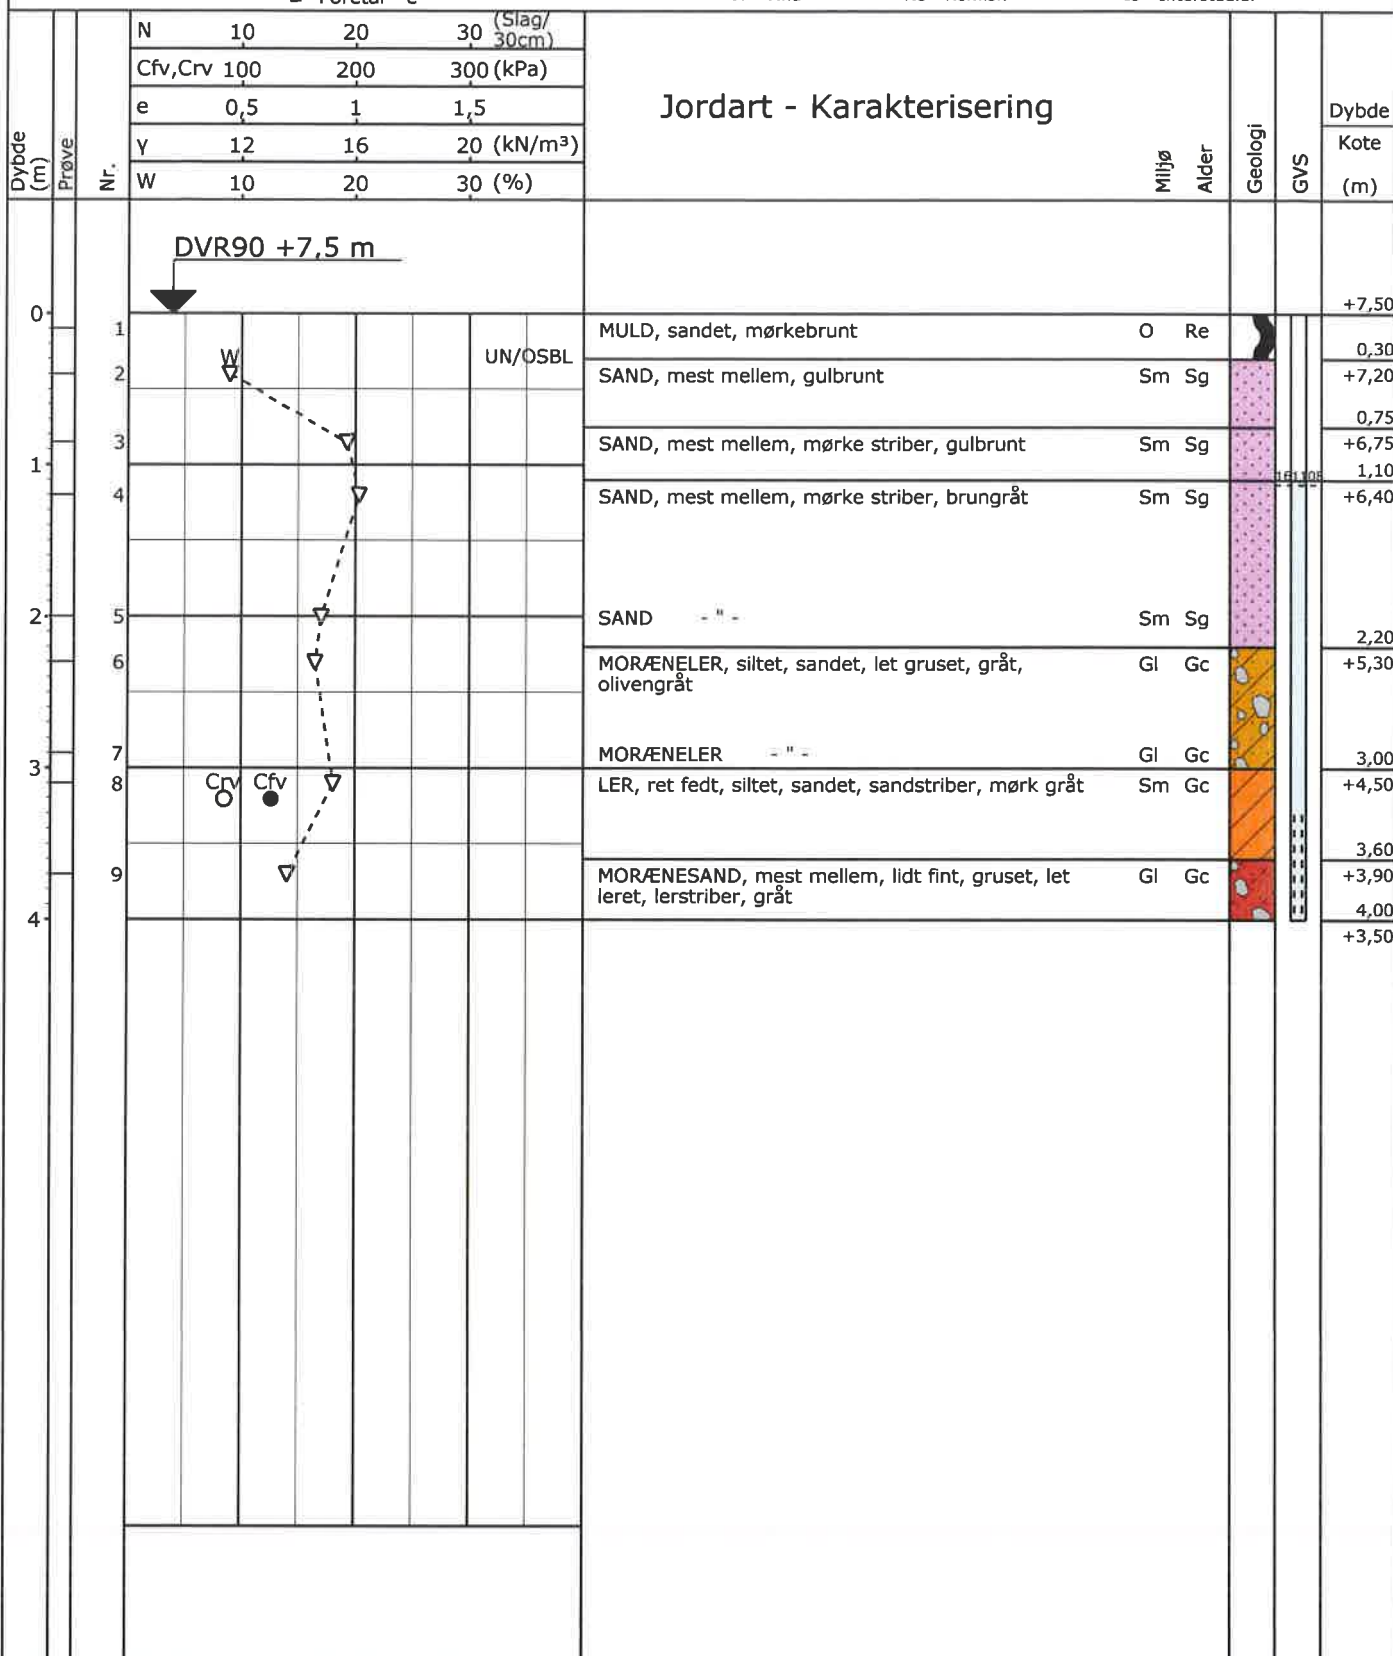 N 10 20 30 (Slag/30cm)
Cfv,Crv 100 200 300 (kPa)
e 0,5 1 1,5
γ 12 16 20 (kN/m³)
W 10 20 30 (%)
Dybde (m)
Prøve
Nr.
Jordart - Karakterisering
Miljø
Alder
Geologi
GVS
Dybde
Kote
(m)
DVR90 +7,5 m
+7,50
0
1 MULD, sandet, mørkebrunt O Re
0,30
W
UN/OSBL
2 SAND, mest mellem, gulbrunt Sm Sg +7,20
0,75
3 SAND, mest mellem, mørke striber, gulbrunt Sm Sg +6,75
1
1,10
4 SAND, mest mellem, mørke striber, brungråt Sm Sg +6,40
2
5 SAND - " - Sm Sg
2,20
6 MORÆNELER, siltet, sandet, let gruset, gråt, Gl Gc +5,30
olivengråt
7 MORÆNELER - " - Gl Gc
3
3,00
8 Crv Cfv LER, ret fedt, siltet, sandet, sandstriber, mørk gråt Sm Gc +4,50
3,60
9 MORÆNESAND, mest mellem, lidt fint, gruset, let Gl Gc +3,90
leret, lerstriber, gråt
4
4,00
+3,50